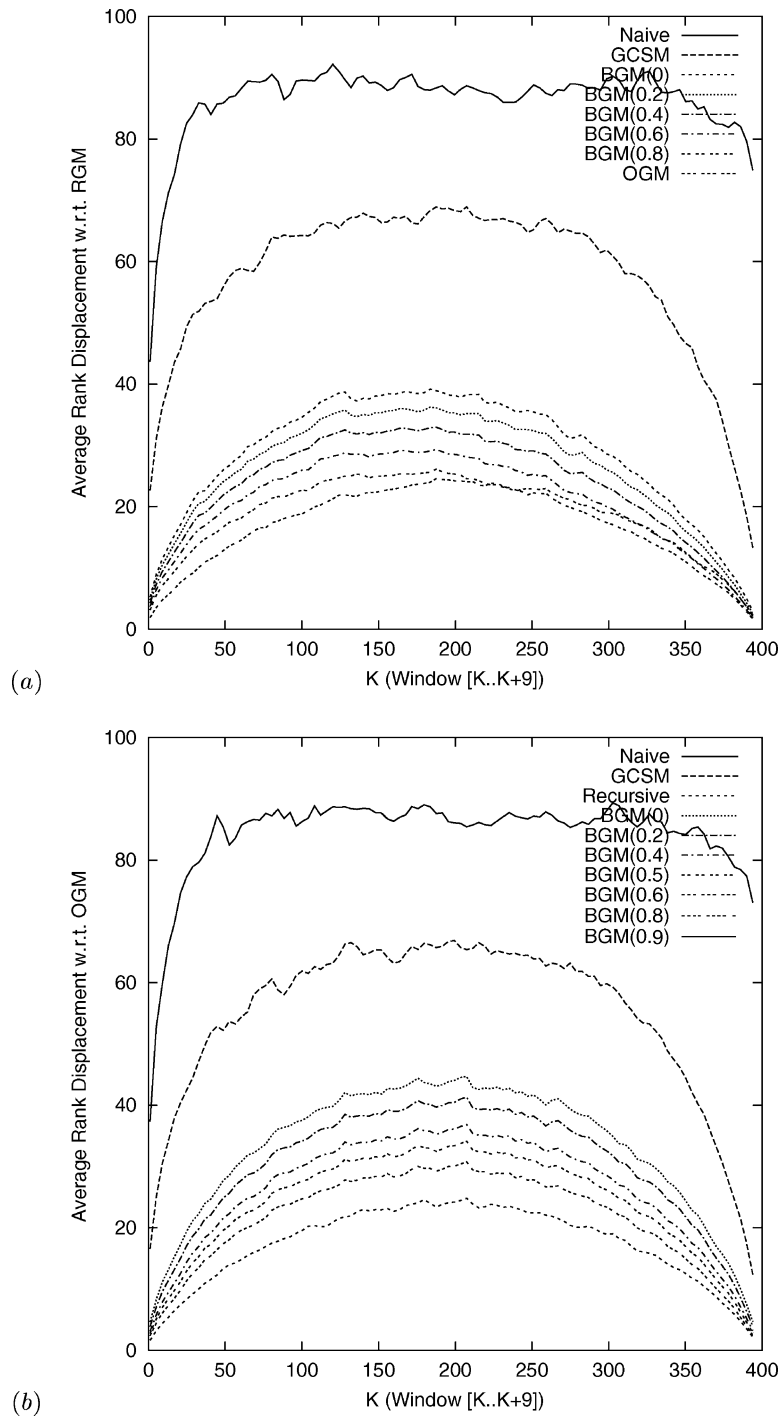 100
80
60
40
20
0
0 50 100 150 200 250 300 350 400
Average Rank Displacement w.r.t. RGM
K (Window [K..K+9])
Naive
GCSM
BGM(0)
BGM(0.2)
BGM(0.4)
BGM(0.6)
BGM(0.8)
OGM
(a)
100
80
60
40
20
0
0 50 100 150 200 250 300 350 400
Average Rank Displacement w.r.t. OGM
K (Window [K..K+9])
Naive
GCSM
Recursive
BGM(0)
BGM(0.2)
BGM(0.4)
BGM(0.5)
BGM(0.6)
BGM(0.8)
BGM(0.9)
(b)